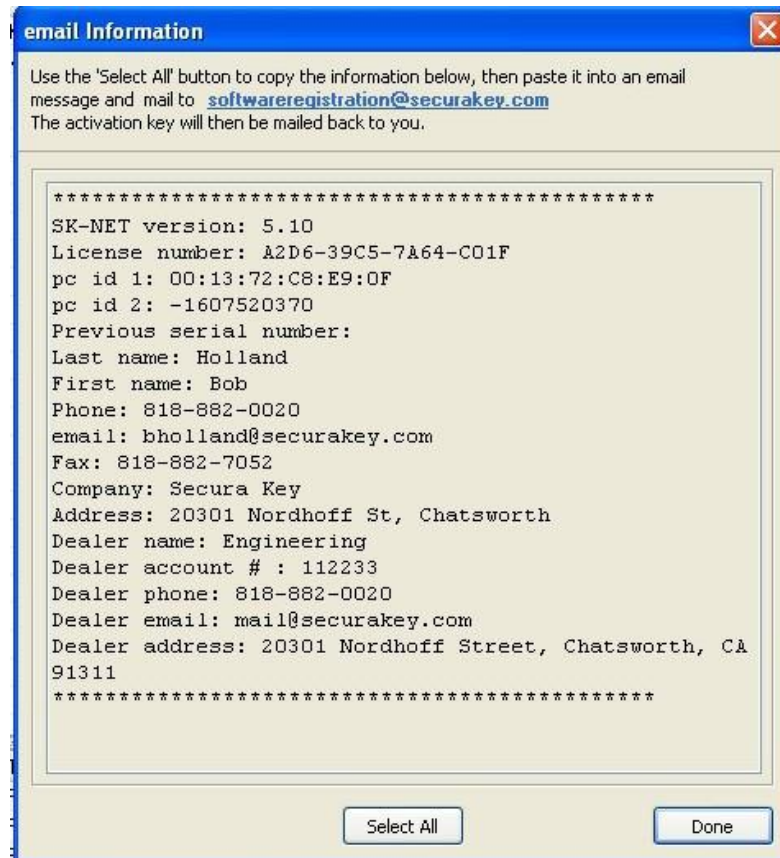 email Information
Use the 'Select All' button to copy the information below, then paste it into an email
message and mail to softwareregistration@securakey.com
The activation key will then be mailed back to you.
**********************************************
SK-NET version: 5.10
License number: A2D6-39C5-7A64-C01F
pc id 1: 00:13:72:C8:E9:0F
pc id 2: -1607520370
Previous serial number:
Last name: Holland
First name: Bob
Phone: 818-882-0020
email: bholland@securakey.com
Fax: 818-882-7052
Company: Secura Key
Address: 20301 Nordhoff St, Chatsworth
Dealer name: Engineering
Dealer account # : 112233
Dealer phone: 818-882-0020
Dealer email: mail@securakey.com
Dealer address: 20301 Nordhoff Street, Chatsworth, CA
91311
**********************************************
Select All
Done